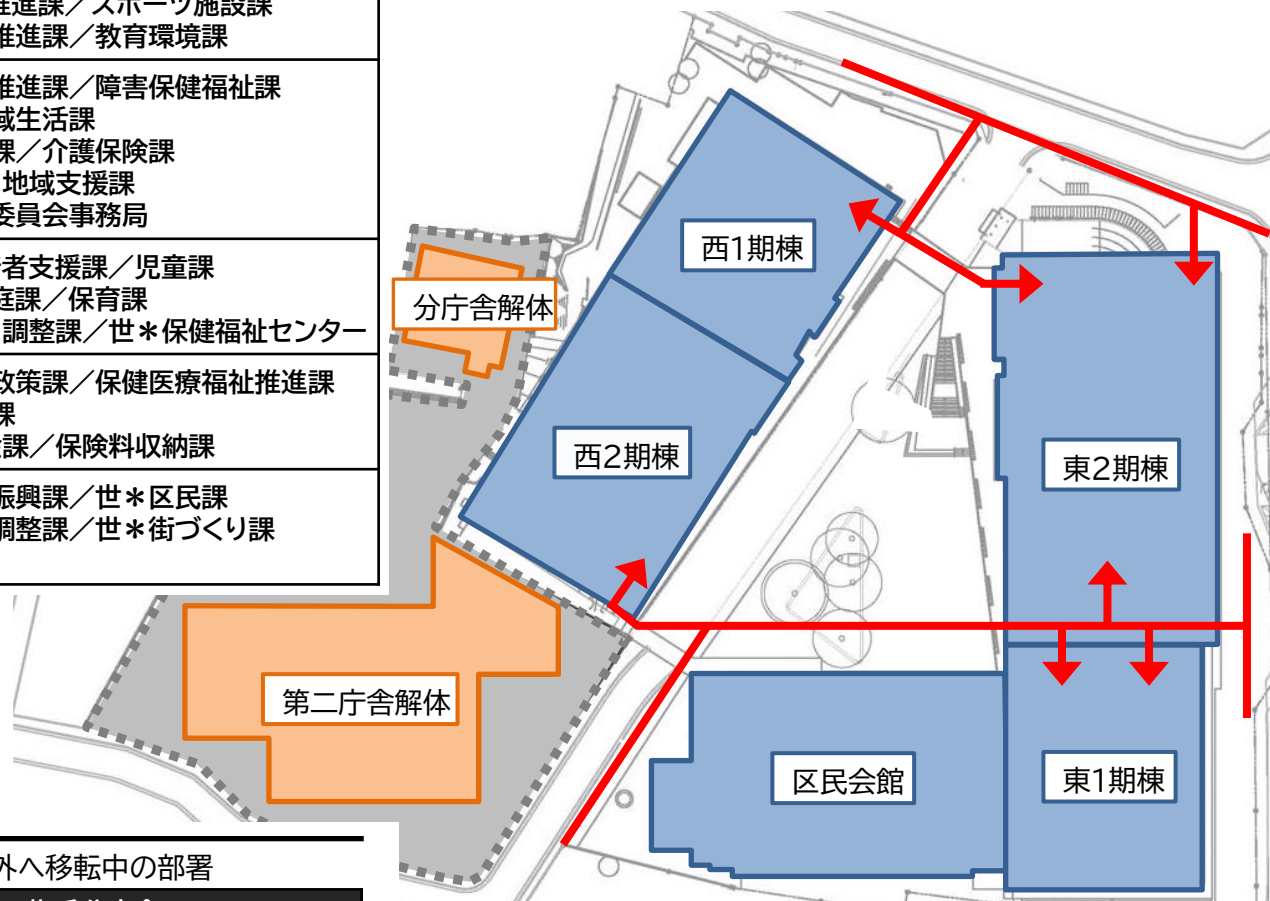 推進課／スポーツ施設課
推進課／教育環境課
推進課／障害保健福祉課
域生活課
課／介護保険課
地域支援課
委員会事務局
者支援課／児童課
庭課／保育課
調整課／世＊保健福祉センター
政策課／保健医療福祉推進課
課
課／保険料収納課
振興課／世＊区民課
調整課／世＊街づくり課
西1期棟
分庁舎解体
西2期棟
東2期棟
第二庁舎解体
区民会館
東1期棟
外へ移転中の部署